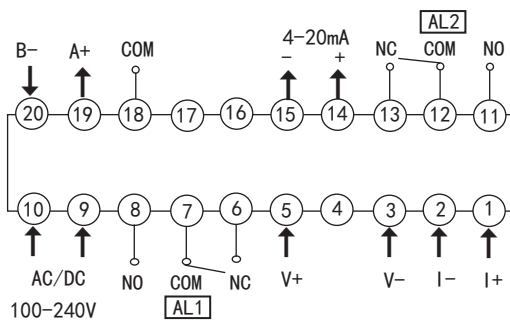 AL2
B- A+ COM 4-20mA NC COM NO
- +
20 19 18 17 16 15 14 13 12 11
10 9 8 7 6 5 4 3 2 1
AC/DC NO COM NC V+ V- I- I+
100-240V AL1